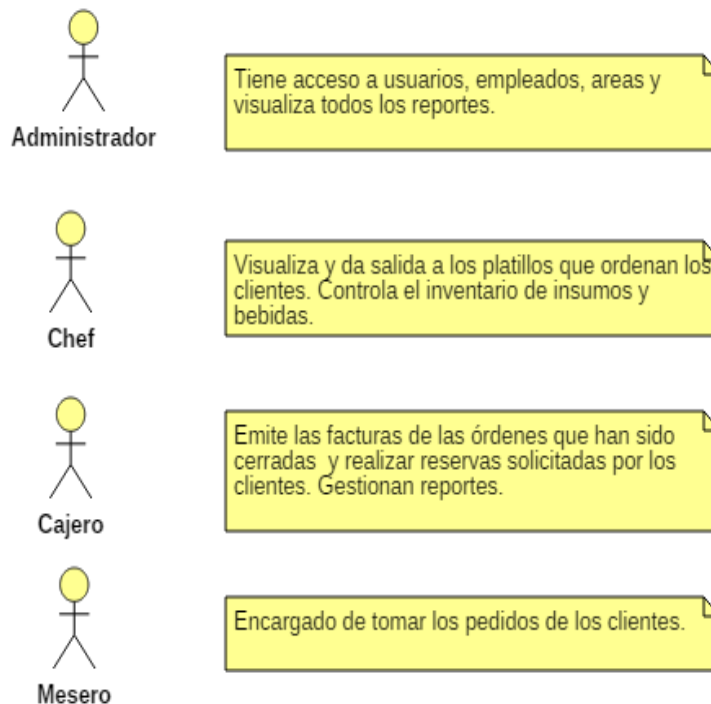 Administrador
Tiene acceso a usuarios, empleados, areas y
visualiza todos los reportes.
Chef
Visualiza y da salida a los platillos que ordenan los
clientes. Controla el inventario de insumos y
bebidas.
Cajero
Emite las facturas de las órdenes que han sido
cerradas  y realizar reservas solicitadas por los
clientes. Gestionan reportes.
Mesero
Encargado de tomar los pedidos de los clientes.